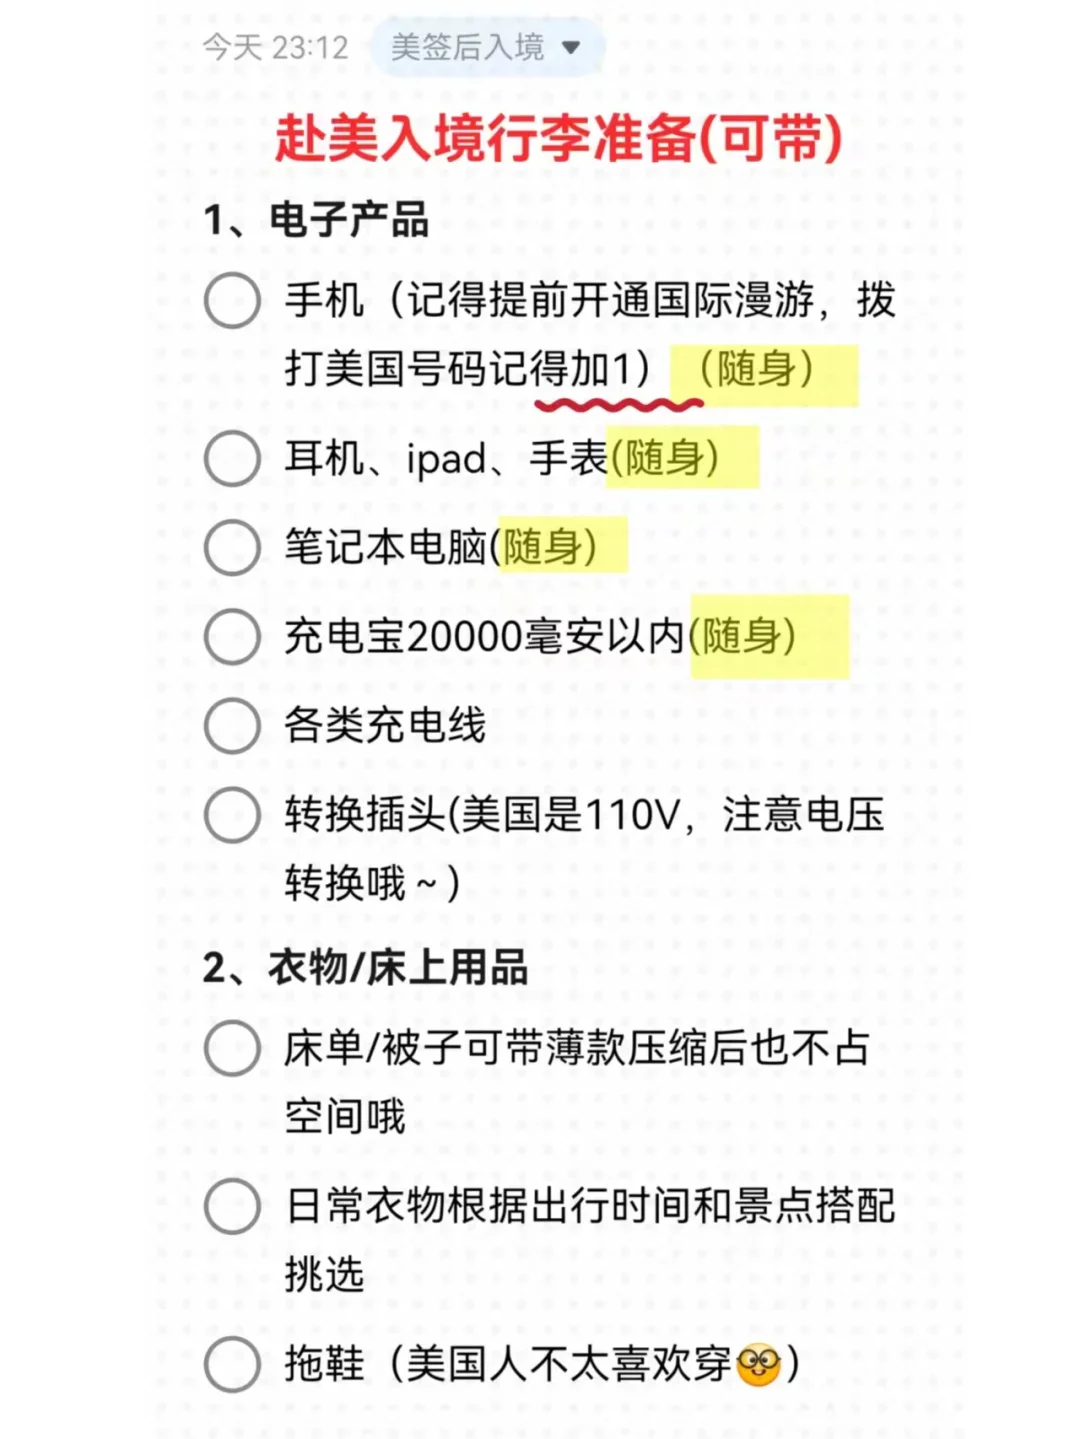 今天 23:12 美签后入境
赴美入境行李准备(可带)
1、电子产品
手机（记得提前开通国际漫游，拨
打美国号码记得加1）（随身）
耳机、ipad、手表(随身)
笔记本电脑(随身)
充电宝20000毫安以内(随身)
各类充电线
转换插头(美国是110V，注意电压
转换哦~)
2、衣物/床上用品
床单/被子可带薄款压缩后也不占
空间哦
日常衣物根据出行时间和景点搭配
挑选
拖鞋（美国人不太喜欢穿🤓）